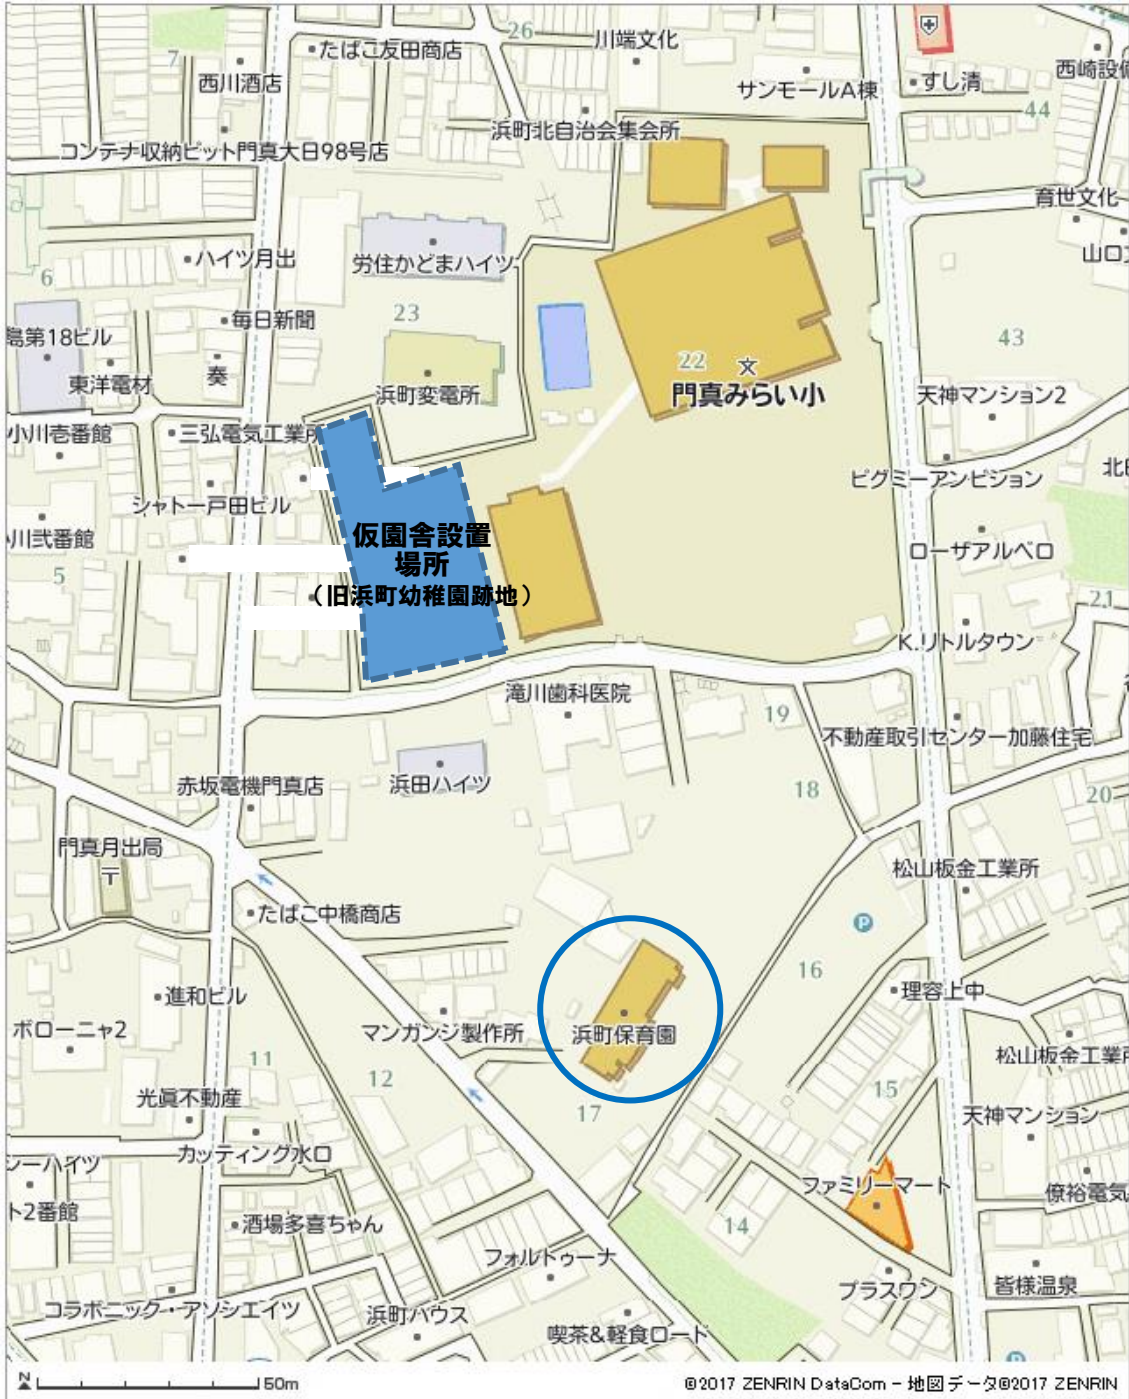 26
川端文化
たばこ友田商店
7
西川酒店
サンモールA棟
すし清
西崎設備
44
浜町北自治会集会所
コンテナ収納ピット門真大日98号店
育世文化
山口
ハイツ月出
労住かどまハイツ
6
毎日新聞
23
島第18ビル
東洋電材
奏
浜町変電所
22
文
門真みらい小
43
天神マンション2
小川壱番館
三弘電気工業所
シャトー戸田ビル
ピグミーアンビション
北
仮園舎設置
場所
(旧浜町幼稚園跡地)
川弐番館
5
ローザアルベロ
21
K.リトルタウン
滝川歯科医院
19
不動産取引センター加藤住宅
赤坂電機門真店
浜田ハイツ
18
20
門真月出局
〒
松山板金工業所
たばこ中橋商店
P
16
理容上中
進和ビル
ボローニャ2
マンガンジ製作所
浜町保育園
松山板金工業所
11
12
17
15
光眞不動産
天神マンション
カッティング水口
シーハイツ
ファミリーマート
僚裕電気
ト2番館
酒場多喜ちゃん
14
フォルトゥーナ
プラスワン
皆様温泉
コラボニック・アソシエイツ
浜町ハウス
喫茶&軽食ロード
P
N
50m
©2017 ZENRIN DataCom - 地図データ©2017 ZENRIN